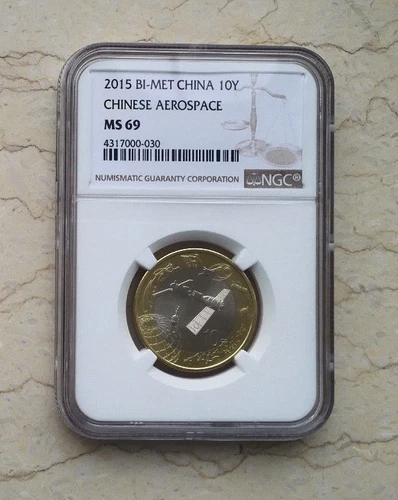 2015 BI-MET CHINA 10Y
CHINESE AEROSPACE
MS 69
4317000-030
NUMISMATIC GUARANTY CORPORATION NGC®